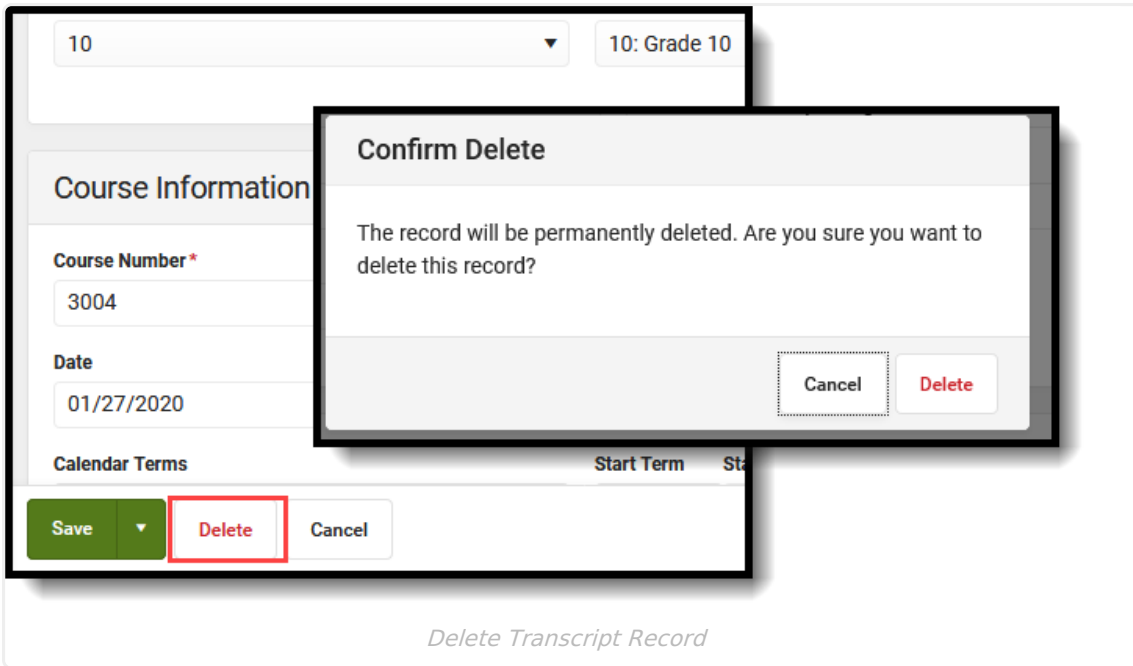 10
10: Grade 10
Confirm Delete
The record will be permanently deleted. Are you sure you want to
delete this record?
Cancel
Delete
Course Information
Course Number*
3004
Date
01/27/2020
Calendar Terms
Start Term
Save
Delete
Cancel
Delete Transcript Record